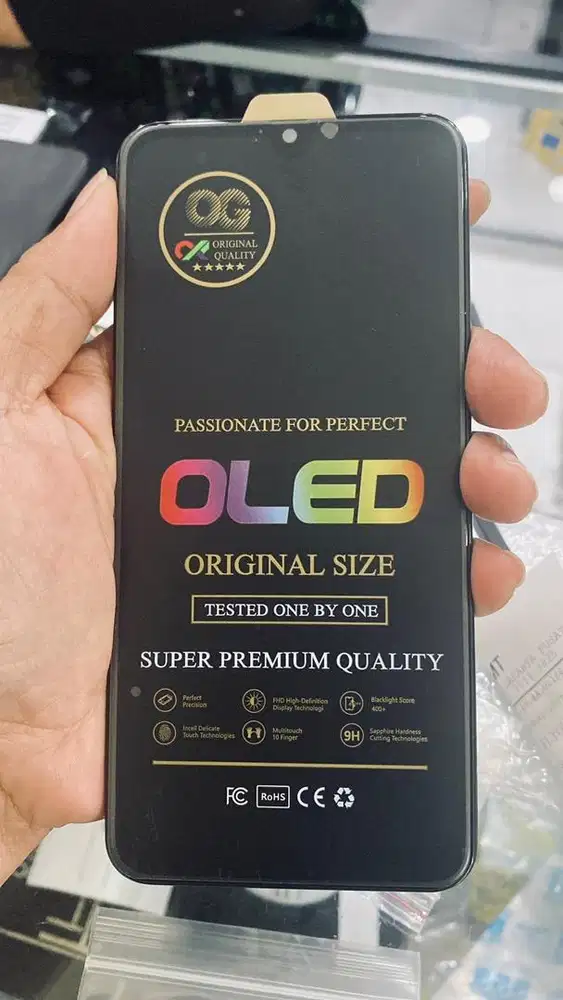 OG
ORIGINAL
QUALITY
★★★★★
PASSIONATE FOR PERFECT
OLED
ORIGINAL SIZE
TESTED ONE BY ONE
SUPER PREMIUM QUALITY
Perfect
Precision
FHD High-Definition
Display Technologi
Blacklight Score
400+
Incell Delicate
Touch Technologies
Multitouch
10 Finger
9H
Sapphire Hardness
Cutting Technologies
FC RoHS CE